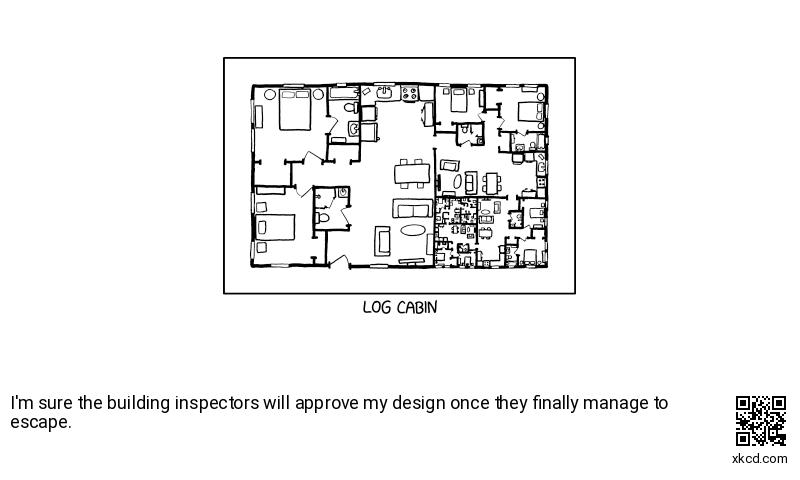 LOG CABIN
I'm sure the building inspectors will approve my design once they finally manage to
escape.
xkcd.com